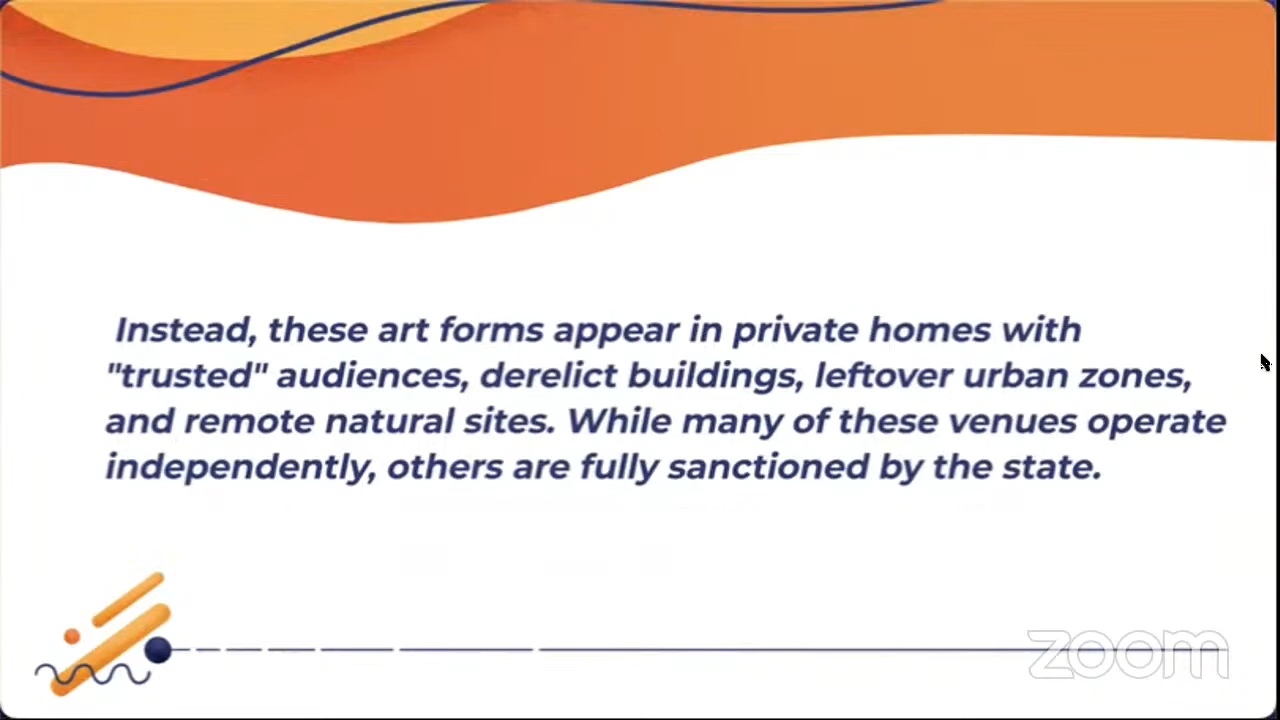 Instead, these art forms appear in private homes with
"trusted" audiences, derelict buildings, leftover urban zones,
and remote natural sites. While many of these venues operate
independently, others are fully sanctioned by the state.
zoom